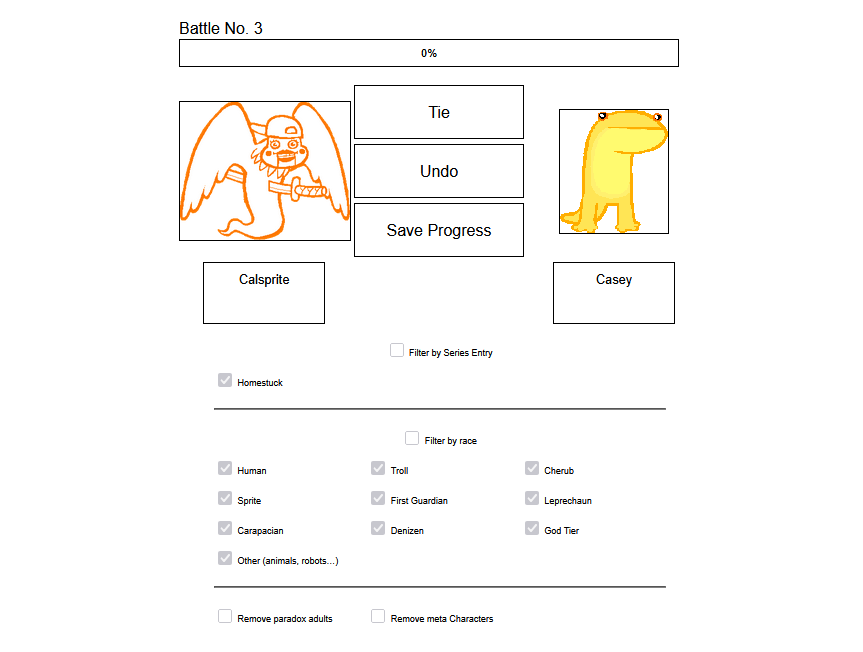 Battle No. 3
0%
Tie
Undo
Save Progress
Calsprite
Casey
Filter by Series Entry
Homestuck
Filter by race
Human
Troll
Cherub
Sprite
First Guardian
Leprechaun
Carapacian
Denizen
God Tier
Other (animals, robots...)
Remove paradox adults
Remove meta Characters